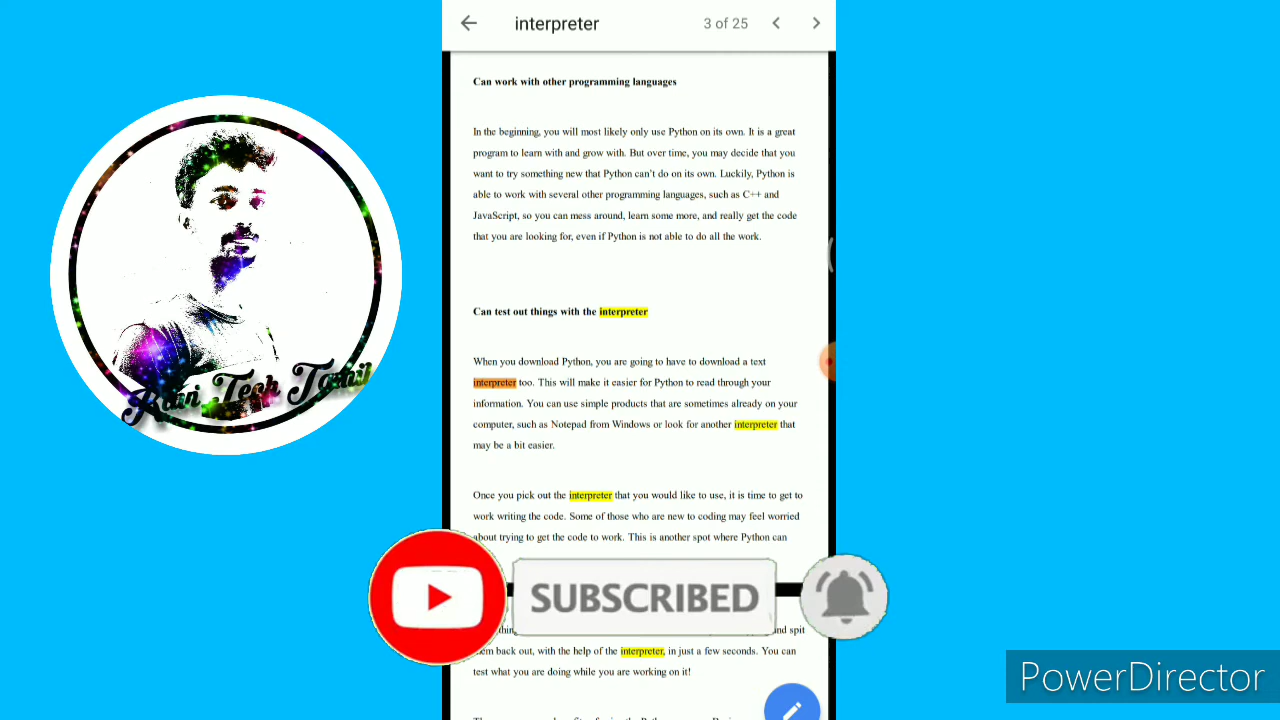 interpreter 3 of 25
Can work with other programming languages
In the beginning, you will most likely only use Python on its own. It is a great
program to learn with and grow with. But over time, you may decide that you
want to try something new that Python can't do on its own. Luckily, Python is
able to work with several other programming languages, such as C++ and
JavaScript, so you can mess around, learn some more, and really get the code
that you are looking for, even if Python is not able to do all the work.
Can test out things with the interpreter
When you download Python, you are going to have to download a text
interpreter too. This will make it easier for Python to read through your
information. You can use simple products that are sometimes already on your
computer, such as Notepad from Windows or look for another interpreter that
may be a bit easier.
Once you pick out the interpreter that you would like to use, it is time to get to
work writing the code. Some of those who are new to coding may feel worried
about trying to get the code to work. This is another spot where Python can
and spit
them back out, with the help of the interpreter, in just a few seconds. You can
test what you are doing while you are working on it!
SUBSCRIBED
Tech Tamil
PowerDirector